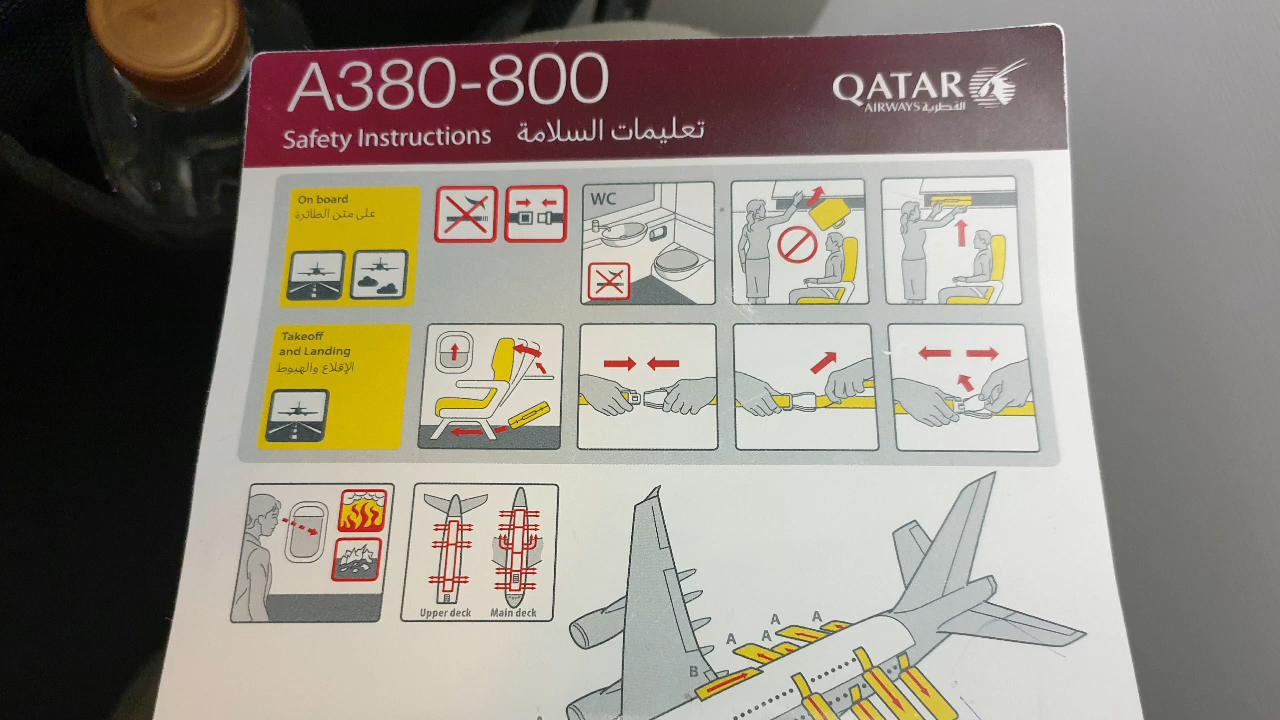 A380-800
Safety Instructions تعليمات السلامة
QATAR
AIRWAYS القطرية
On board
على متن الطائرة
WC
Takeoff
and Landing
الإقلاع والهبوط
Upper deck
Main deck
A
A
A
A
B